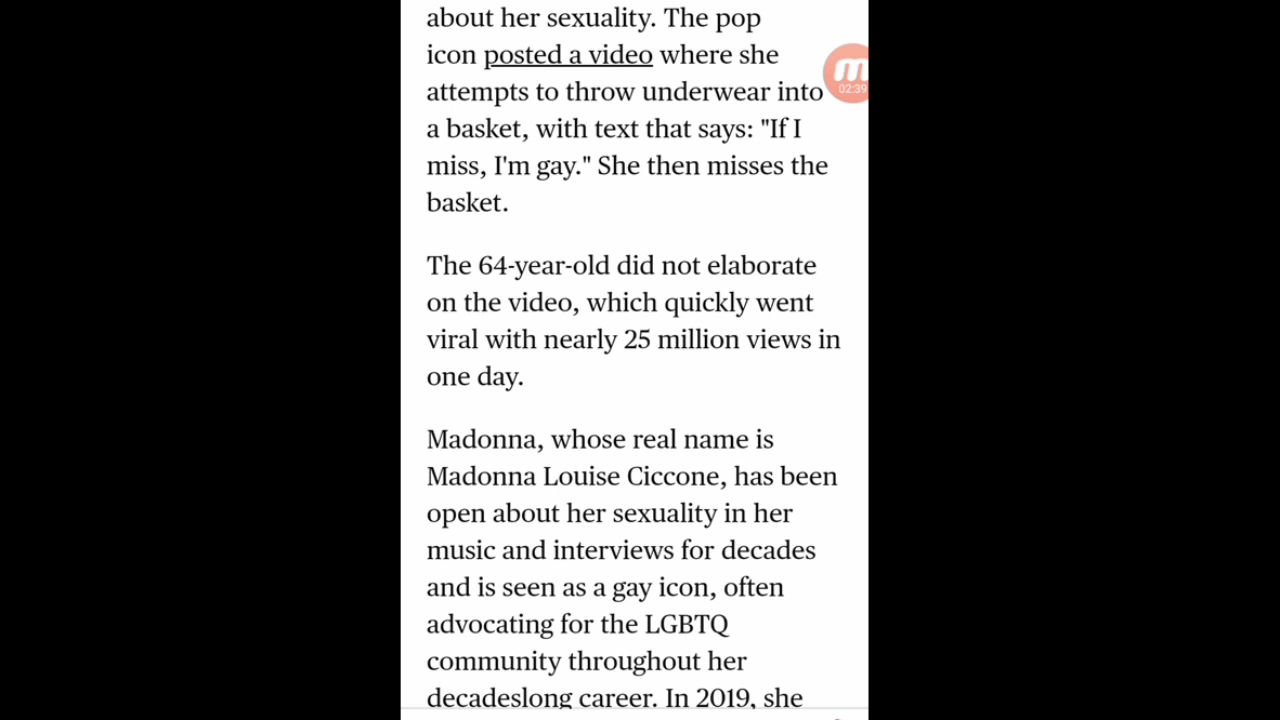 about her sexuality. The pop
icon posted a video where she
attempts to throw underwear into
a basket, with text that says: "If I
miss, I'm gay." She then misses the
basket.
The 64-year-old did not elaborate
on the video, which quickly went
viral with nearly 25 million views in
one day.
Madonna, whose real name is
Madonna Louise Ciccone, has been
open about her sexuality in her
music and interviews for decades
and is seen as a gay icon, often
advocating for the LGBTQ
community throughout her
decadeslong career. In 2019, she
02:39